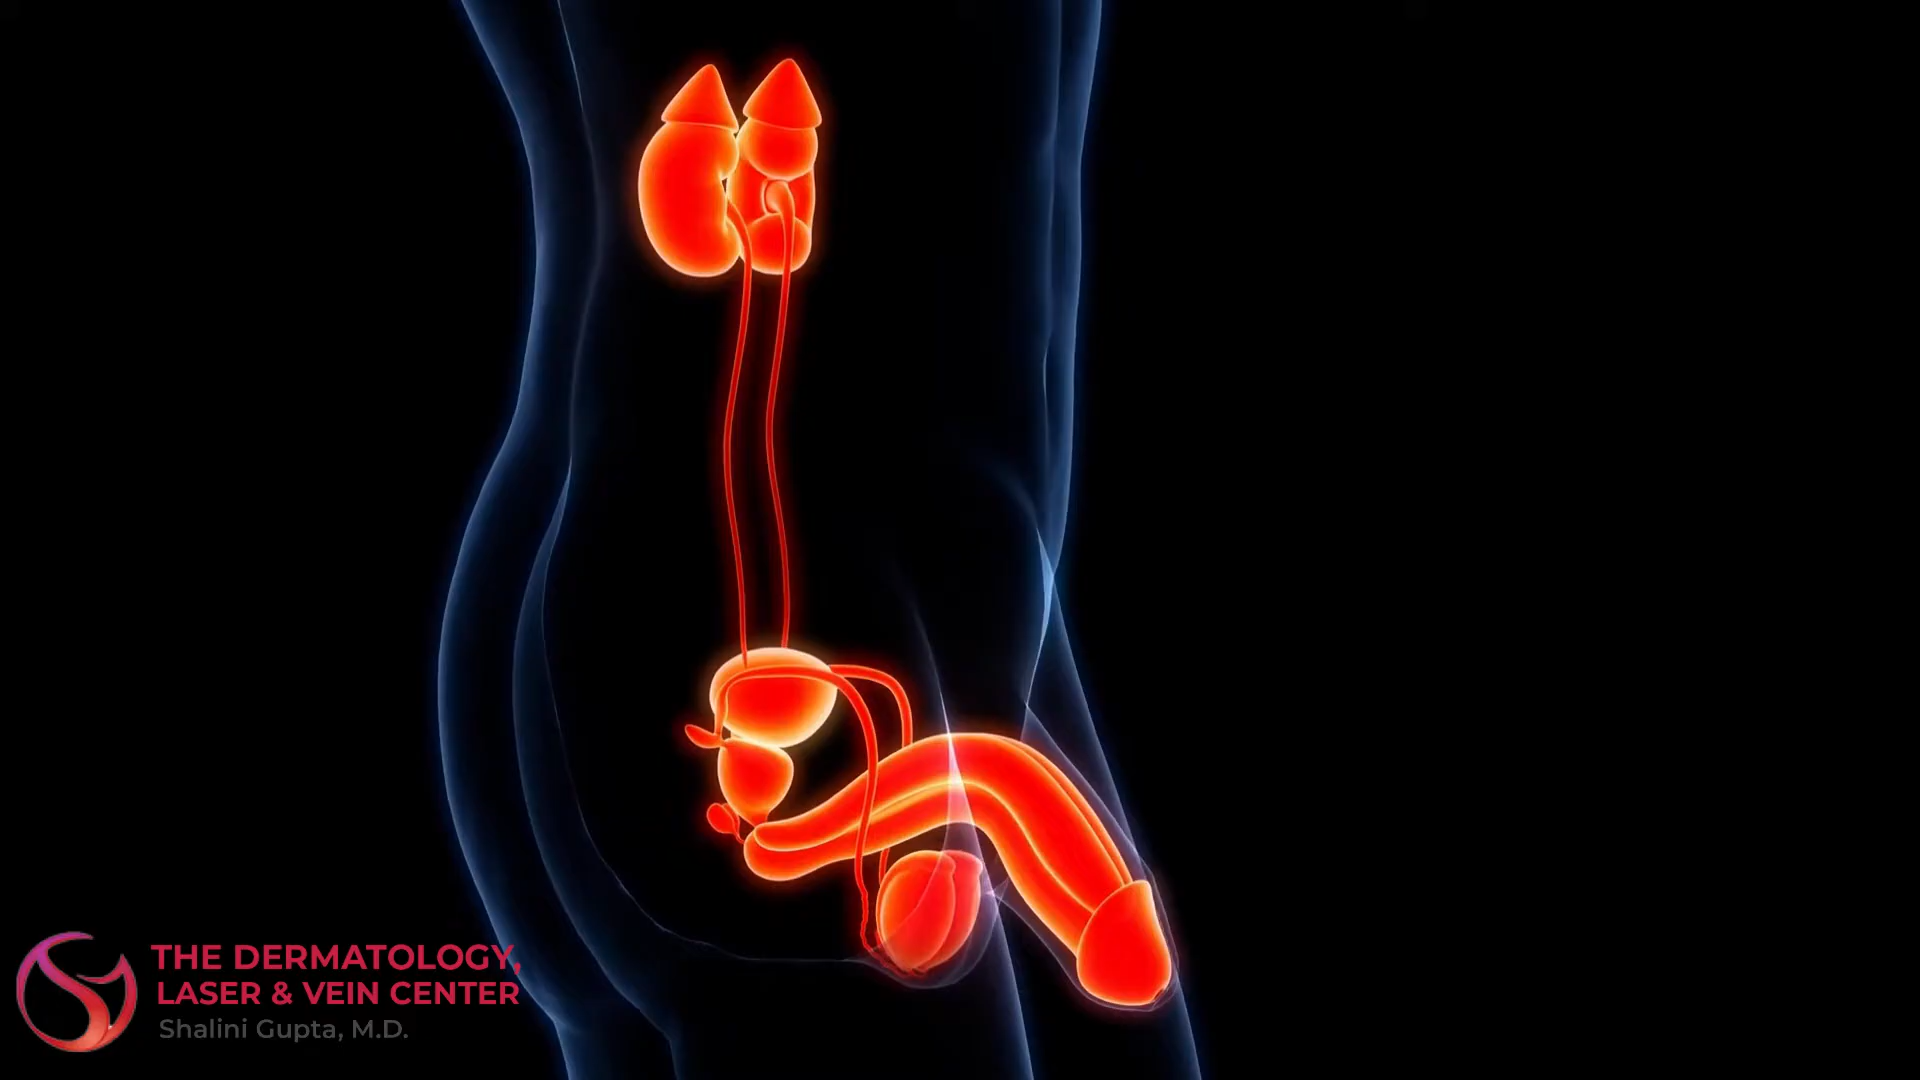 THE DERMATOLOGY,
LASER & VEIN CENTER
Shalini Gupta, M.D.